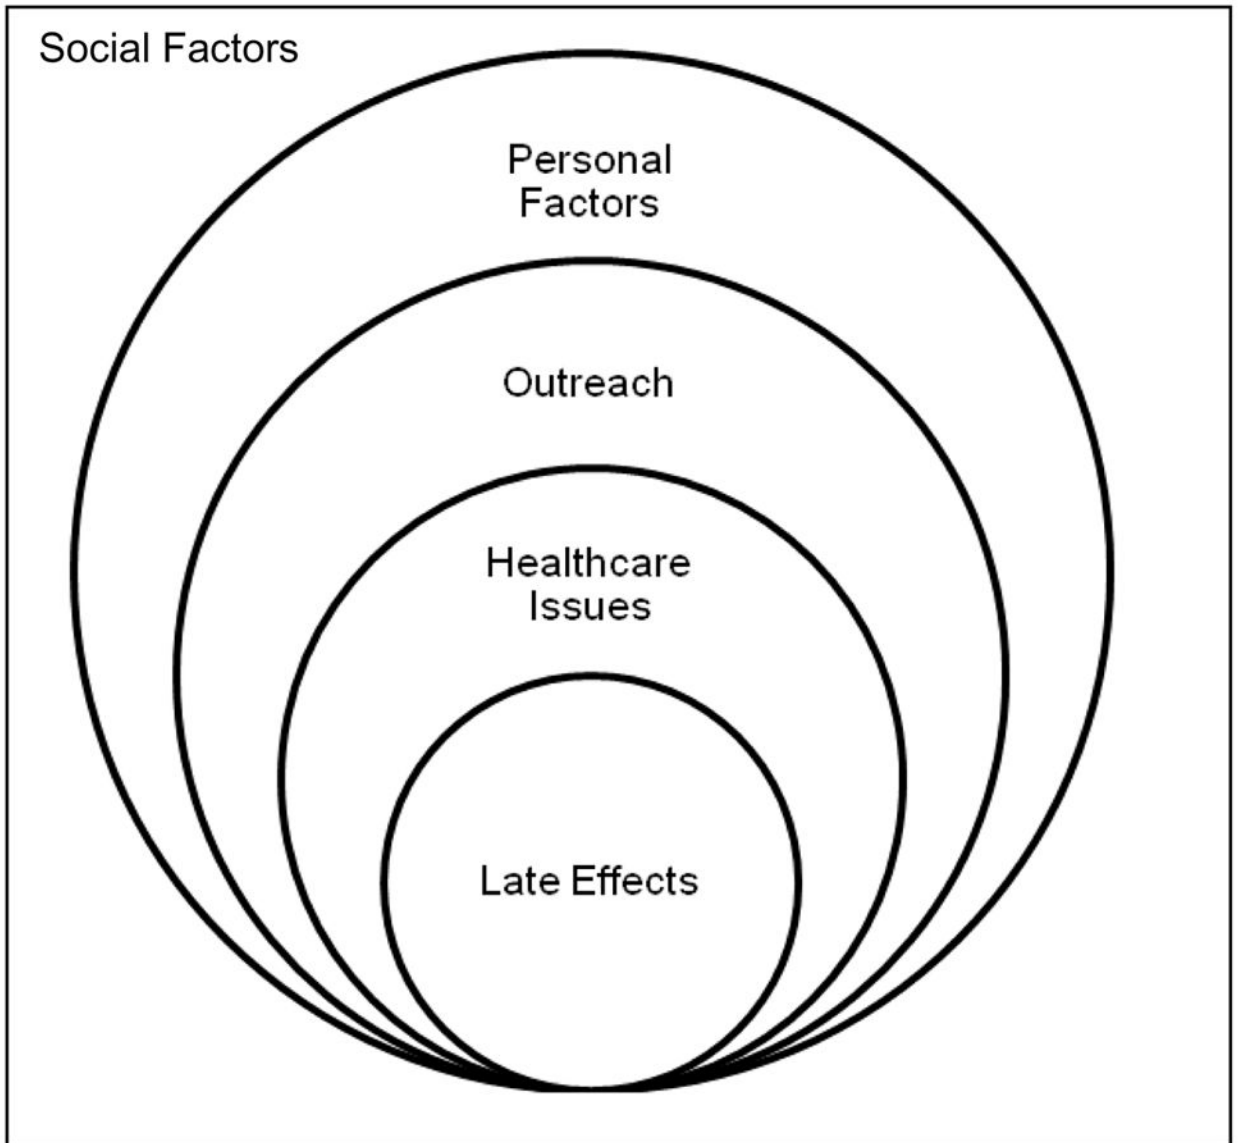 Social Factors
Personal
Factors
Outreach
Healthcare
Issues
Late Effects